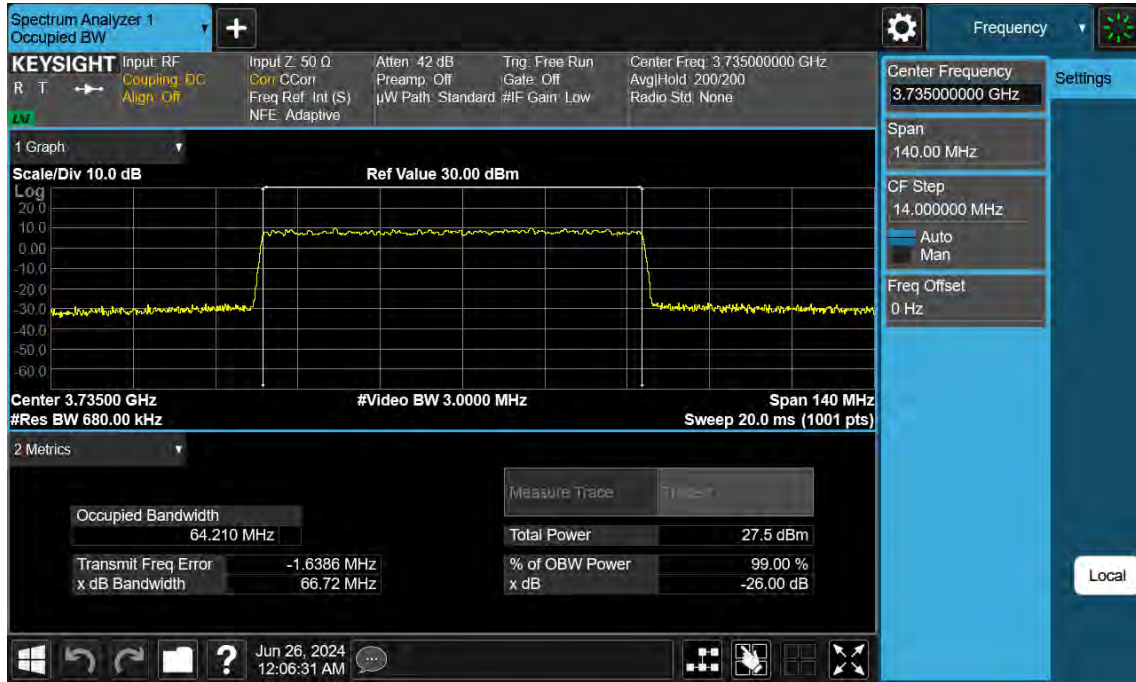 Spectrum Analyzer 1
Occupied BW
+
Frequency
KEYSIGHT
R T
LXI
Input: RF
Coupling: DC
Align: Off
Input Z: 50 Ω
Corr CCorr
Freq Ref: Int (S)
NFE: Adaptive
Atten: 42 dB
Preamp: Off
µW Path: Standard
Trig: Free Run
Gate: Off
#IF Gain: Low
Center Freq: 3.735000000 GHz
Avg|Hold: 200/200
Radio Std: None
Center Frequency
3.735000000 GHz
Settings
Span
140.00 MHz
CF Step
14.000000 MHz
Auto
Man
Freq Offset
0 Hz
Local
1 Graph
Scale/Div 10.0 dB
Ref Value 30.00 dBm
Log
20.0
10.0
0.00
-10.0
-20.0
-30.0
-40.0
-50.0
-60.0
Center 3.73500 GHz
#Video BW 3.0000 MHz
Span 140 MHz
#Res BW 680.00 kHz
Sweep 20.0 ms (1001 pts)
2 Metrics
Measure Trace
Occupied Bandwidth
64.210 MHz
Total Power 27.5 dBm
Transmit Freq Error -1.6386 MHz
% of OBW Power 99.00 %
x dB Bandwidth 66.72 MHz
x dB -26.00 dB
?
Jun 26, 2024
12:06:31 AM